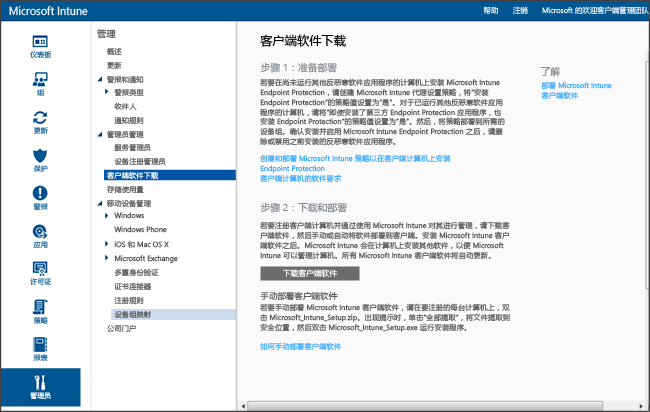 Microsoft Intune
帮助
注销
Microsoft 的欢迎客户端管理团队
仪表板
组
更新
保护
警报
应用
许可证
策略
报表
管理员
管理
概述
更新
警报和通知
警报类型
收件人
通知规则
管理员管理
服务管理员
设备注册管理员
客户端软件下载
存储使用量
移动设备管理
Windows
Windows Phone
iOS 和 Mac OS X
Microsoft Exchange
多重身份验证
证书连接器
注册规则
设备组映射
公司门户
客户端软件下载
步骤 1：准备部署
若要在尚未运行其他反恶意软件应用程序的计算机上安装 Microsoft Intune
Endpoint Protection，请创建 Microsoft Intune 代理设置策略，将“安装
Endpoint Protection”的策略值设置为“是”。对于已运行其他反恶意软件应用
程序的计算机，请将“即使安装了第三方 Endpoint Protection 应用程序，也
安装 Endpoint Protection”的策略值设置为“是”。然后，将策略部署到所需的
设备组。确认安装并启用 Microsoft Intune Endpoint Protection 之后，请删
除或禁用之前安装的反恶意软件应用程序。
创建和部署 Microsoft Intune 策略以在客户端计算机上安装
Endpoint Protection
客户端计算机的软件要求
步骤 2：下载和部署
若要注册客户端计算机并通过使用 Microsoft Intune 对其进行管理，请下载客
户端软件，然后手动或自动将软件部署到客户端。安装 Microsoft Intune 客户
端软件之后。Microsoft Intune 会在计算机上安装其他软件，以便 Microsoft
Intune 可以管理计算机。所有 Microsoft Intune 客户端软件将自动更新。
下载客户端软件
手动部署客户端软件
若要手动部署 Microsoft Intune 客户端软件，请在要注册的每台计算机上，双
击 Microsoft_Intune_Setup.zip。出现提示时，单击“全部提取”，将文件提取到
安全位置，然后双击 Microsoft_Intune_Setup.exe 运行安装程序。
如何手动部署客户端软件
了解
部署 Microsoft Intune
客户端软件